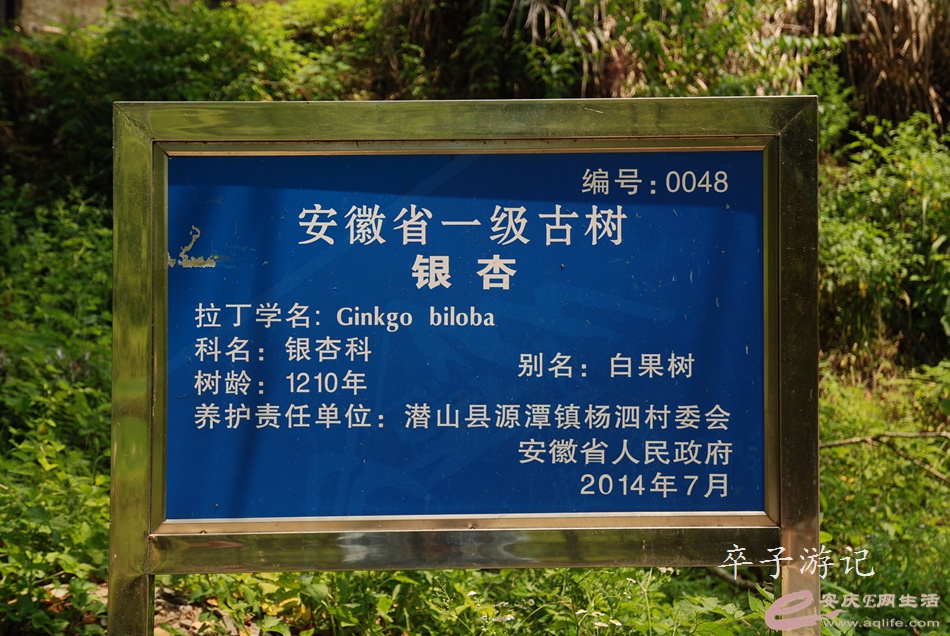 编号：0048
安徽省一级古树
银杏
拉丁学名: Ginkgo biloba
科名：银杏科
别名：白果树
树龄：1210年
养护责任单位：潜山县源潭镇杨泗村委会
安徽省人民政府
2014年7月
卒子游记
安庆E网生活
www.aqlife.com